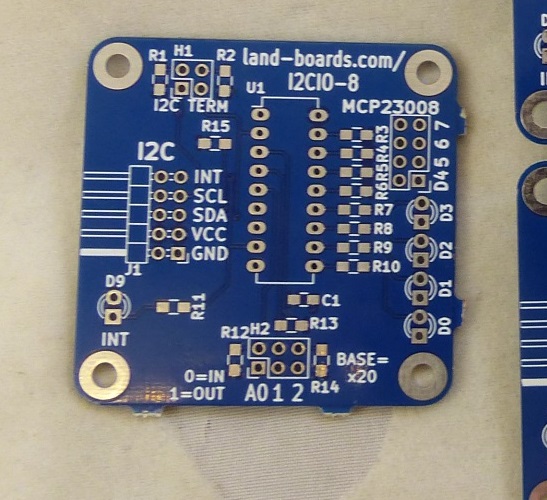 R1 H1 R2 land-boards.com/
I2CIO-8
U1
I2C TERM
MCP23008
R15
R3
R4
R5
R6
7
6
5
D4
I2C
INT
SCL
SDA
VCC
GND
J1
R7
R8
R9
R10
D3
D2
D1
D0
D9
INT
R11
C1
R13
R12 H2
R14
0=IN
1=OUT
A0 1 2
BASE=
x20